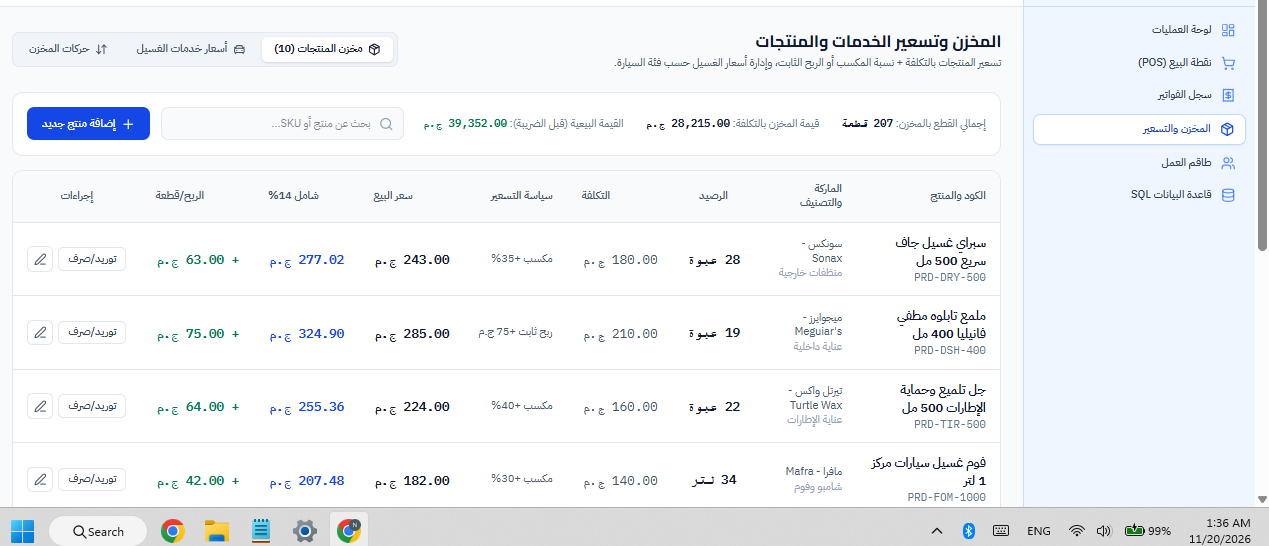 لوحة العمليات
نقطة البيع (POS)
سجل الفواتير
المخزن والتسعير
طاقم العمل
قاعدة البيانات SQL
المخزن وتسعير الخدمات والمنتجات
تسعير المنتجات بالتكلفة + نسبة المكسب أو الربح الثابت، وإدارة أسعار الغسيل حسب فئة السيارة.
مخزن المنتجات (10)
أسعار خدمات الغسيل
حركات المخزن
إجمالي القطع بالمخزن: 207 قطعة
قيمة المخزن بالتكلفة: 28,215.00 ج.م
القيمة البيعية (قبل الضريبة): 39,352.00 ج.م
بحث عن منتج أو SKU...
إضافة منتج جديد
الكود والمنتج
الماركة
والتصنيف
الرصيد
التكلفة
سياسة التسعير
سعر البيع
شامل 14%
الربح/قطعة
إجراءات
سبراي غسيل جاف
سريع 500 مل
PRD-DRY-500
سونكس -
Sonax
منظفات خارجية
28 عبوة
180.00 ج.م
مكسب +35%
243.00 ج.م
277.02 ج.م
+ 63.00 ج.م
توريد/صرف
ملمع تابلوه مطفي
فانيليا 400 مل
PRD-DSH-400
ميجوايرز -
Meguiar's
عناية داخلية
19 عبوة
210.00 ج.م
ربح ثابت +75 ج.م
285.00 ج.م
324.90 ج.م
+ 75.00 ج.م
توريد/صرف
جل تلميع وحماية
الإطارات 500 مل
PRD-TIR-500
تيرتل واكس -
Turtle Wax
عناية الإطارات
22 عبوة
160.00 ج.م
مكسب +40%
224.00 ج.م
255.36 ج.م
+ 64.00 ج.م
توريد/صرف
فوم غسيل سيارات مركز
1 لتر
PRD-FOM-1000
مافرا - Mafra
شامبو وفوم
34 لتر
140.00 ج.م
مكسب +30%
182.00 ج.م
207.48 ج.م
+ 42.00 ج.م
توريد/صرف
Search
N
ENG
99%
1:36 AM
11/20/2026